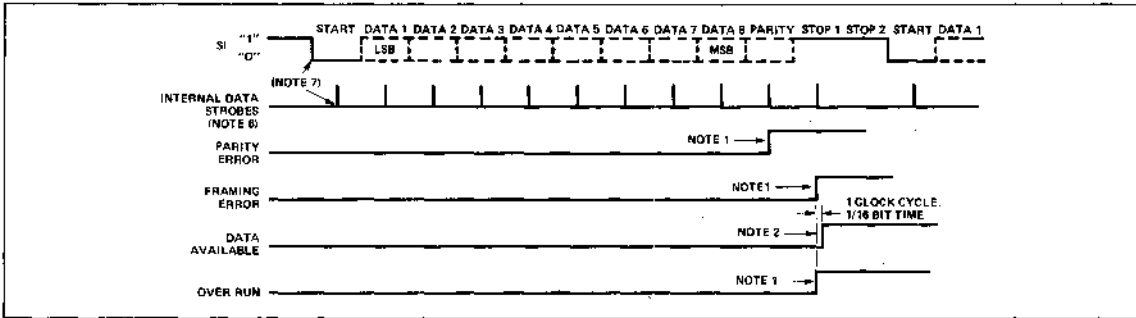 START DATA 1 DATA 2 DATA 3 DATA 4 DATA 5 DATA 6 DATA 7 DATA 8 PARITY STOP 1 STOP 2 START DATA 1
SI "1"
"0"
LSB MSB
(NOTE 7)
INTERNAL DATA
STROBES
(NOTE 6)
PARITY
ERROR
NOTE 1
FRAMING
ERROR
NOTE1
1 CLOCK CYCLE.
1/16 BIT TIME
DATA
AVAILABLE
NOTE 2
OVER RUN
NOTE 1